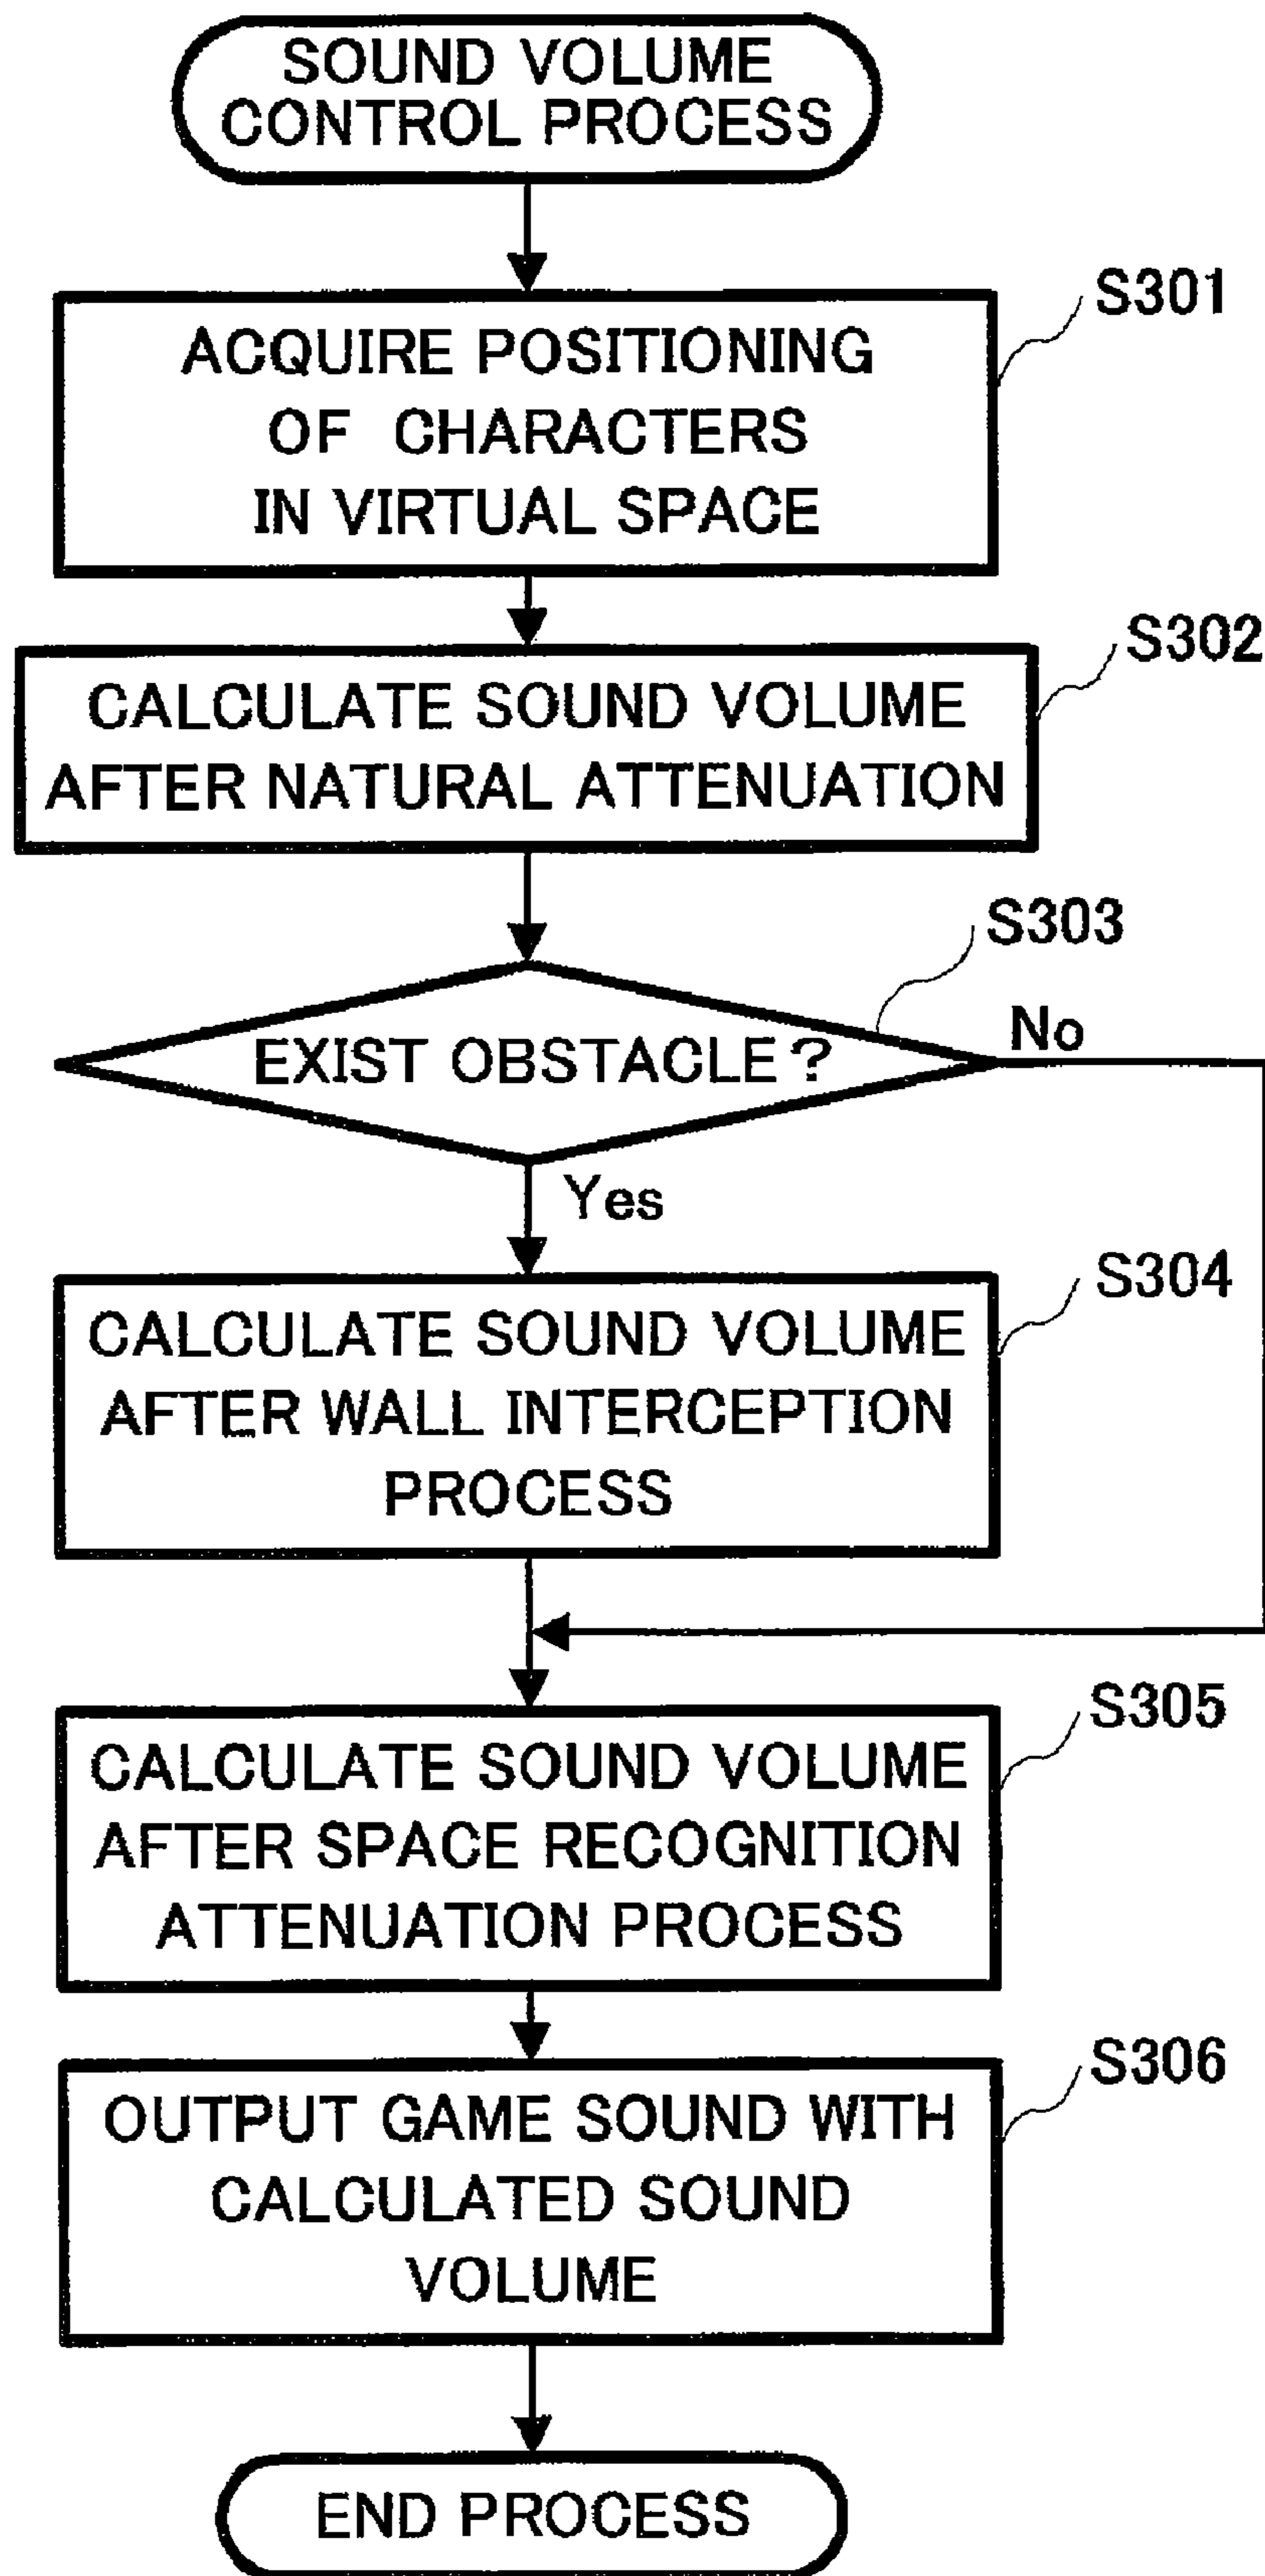 SOUND VOLUME
CONTROL PROCESS
S301
ACQUIRE POSITIONING
OF CHARACTERS
IN VIRTUAL SPACE
S302
CALCULATE SOUND VOLUME
AFTER NATURAL ATTENUATION
S303
EXIST OBSTACLE?
No
Yes
S304
CALCULATE SOUND VOLUME
AFTER WALL INTERCEPTION
PROCESS
S305
CALCULATE SOUND VOLUME
AFTER SPACE RECOGNITION
ATTENUATION PROCESS
S306
OUTPUT GAME SOUND WITH
CALCULATED SOUND
VOLUME
END PROCESS